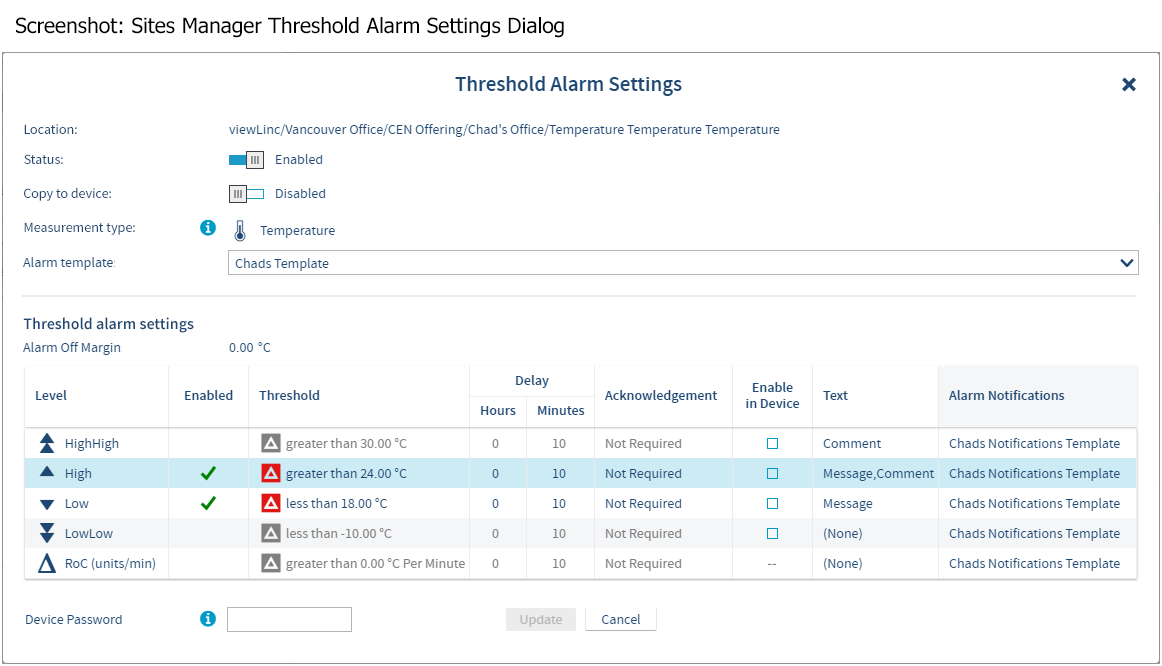 Screenshot: Sites Manager Threshold Alarm Settings Dialog
Threshold Alarm Settings
Location: viewLinc/Vancouver Office/CEN Offering/Chad's Office/Temperature Temperature Temperature
Status: Enabled
Copy to device: Disabled
Measurement type: Temperature
Alarm template: Chads Template
Threshold alarm settings
Alarm Off Margin 0.00 °C
Level Enabled Threshold Delay Hours Minutes Acknowledgement Enable in Device Text Alarm Notifications
HighHigh greater than 30.00 °C 0 10 Not Required Comment Chads Notifications Template
High greater than 24.00 °C 0 10 Not Required Message,Comment Chads Notifications Template
Low less than 18.00 °C 0 10 Not Required Message Chads Notifications Template
LowLow less than -10.00 °C 0 10 Not Required (None) Chads Notifications Template
RoC (units/min) greater than 0.00 °C Per Minute 0 10 Not Required -- (None) Chads Notifications Template
Device Password Update Cancel